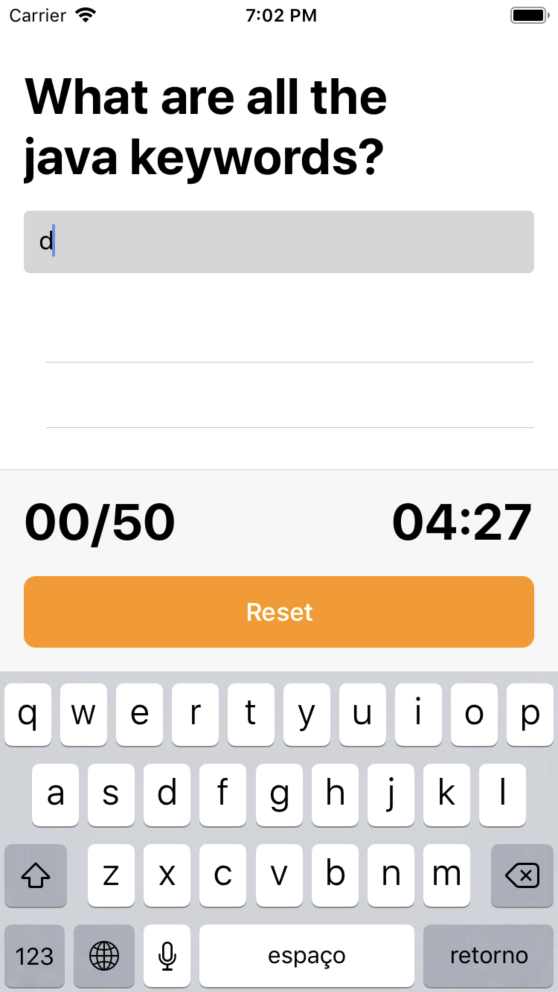 Carrier 7:02 PM
What are all the
java keywords?
d
00/50 04:27
Reset
q w e r t y u i o p
a s d f g h j k l
z x c v b n m
123 espaço retorno